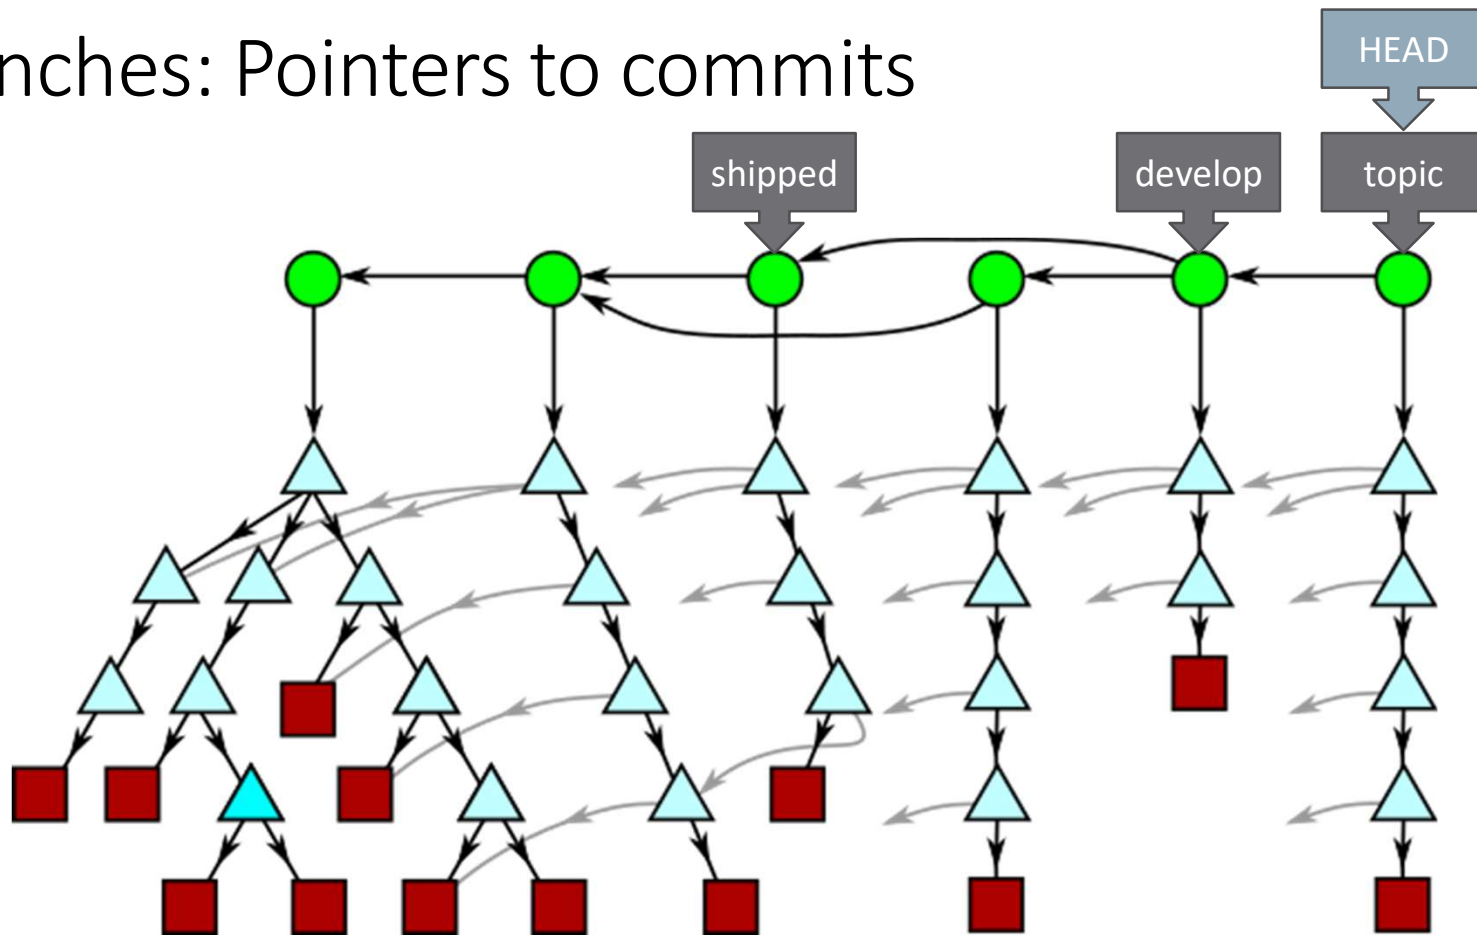 nches: Pointers to commits
HEAD
shipped
develop
topic